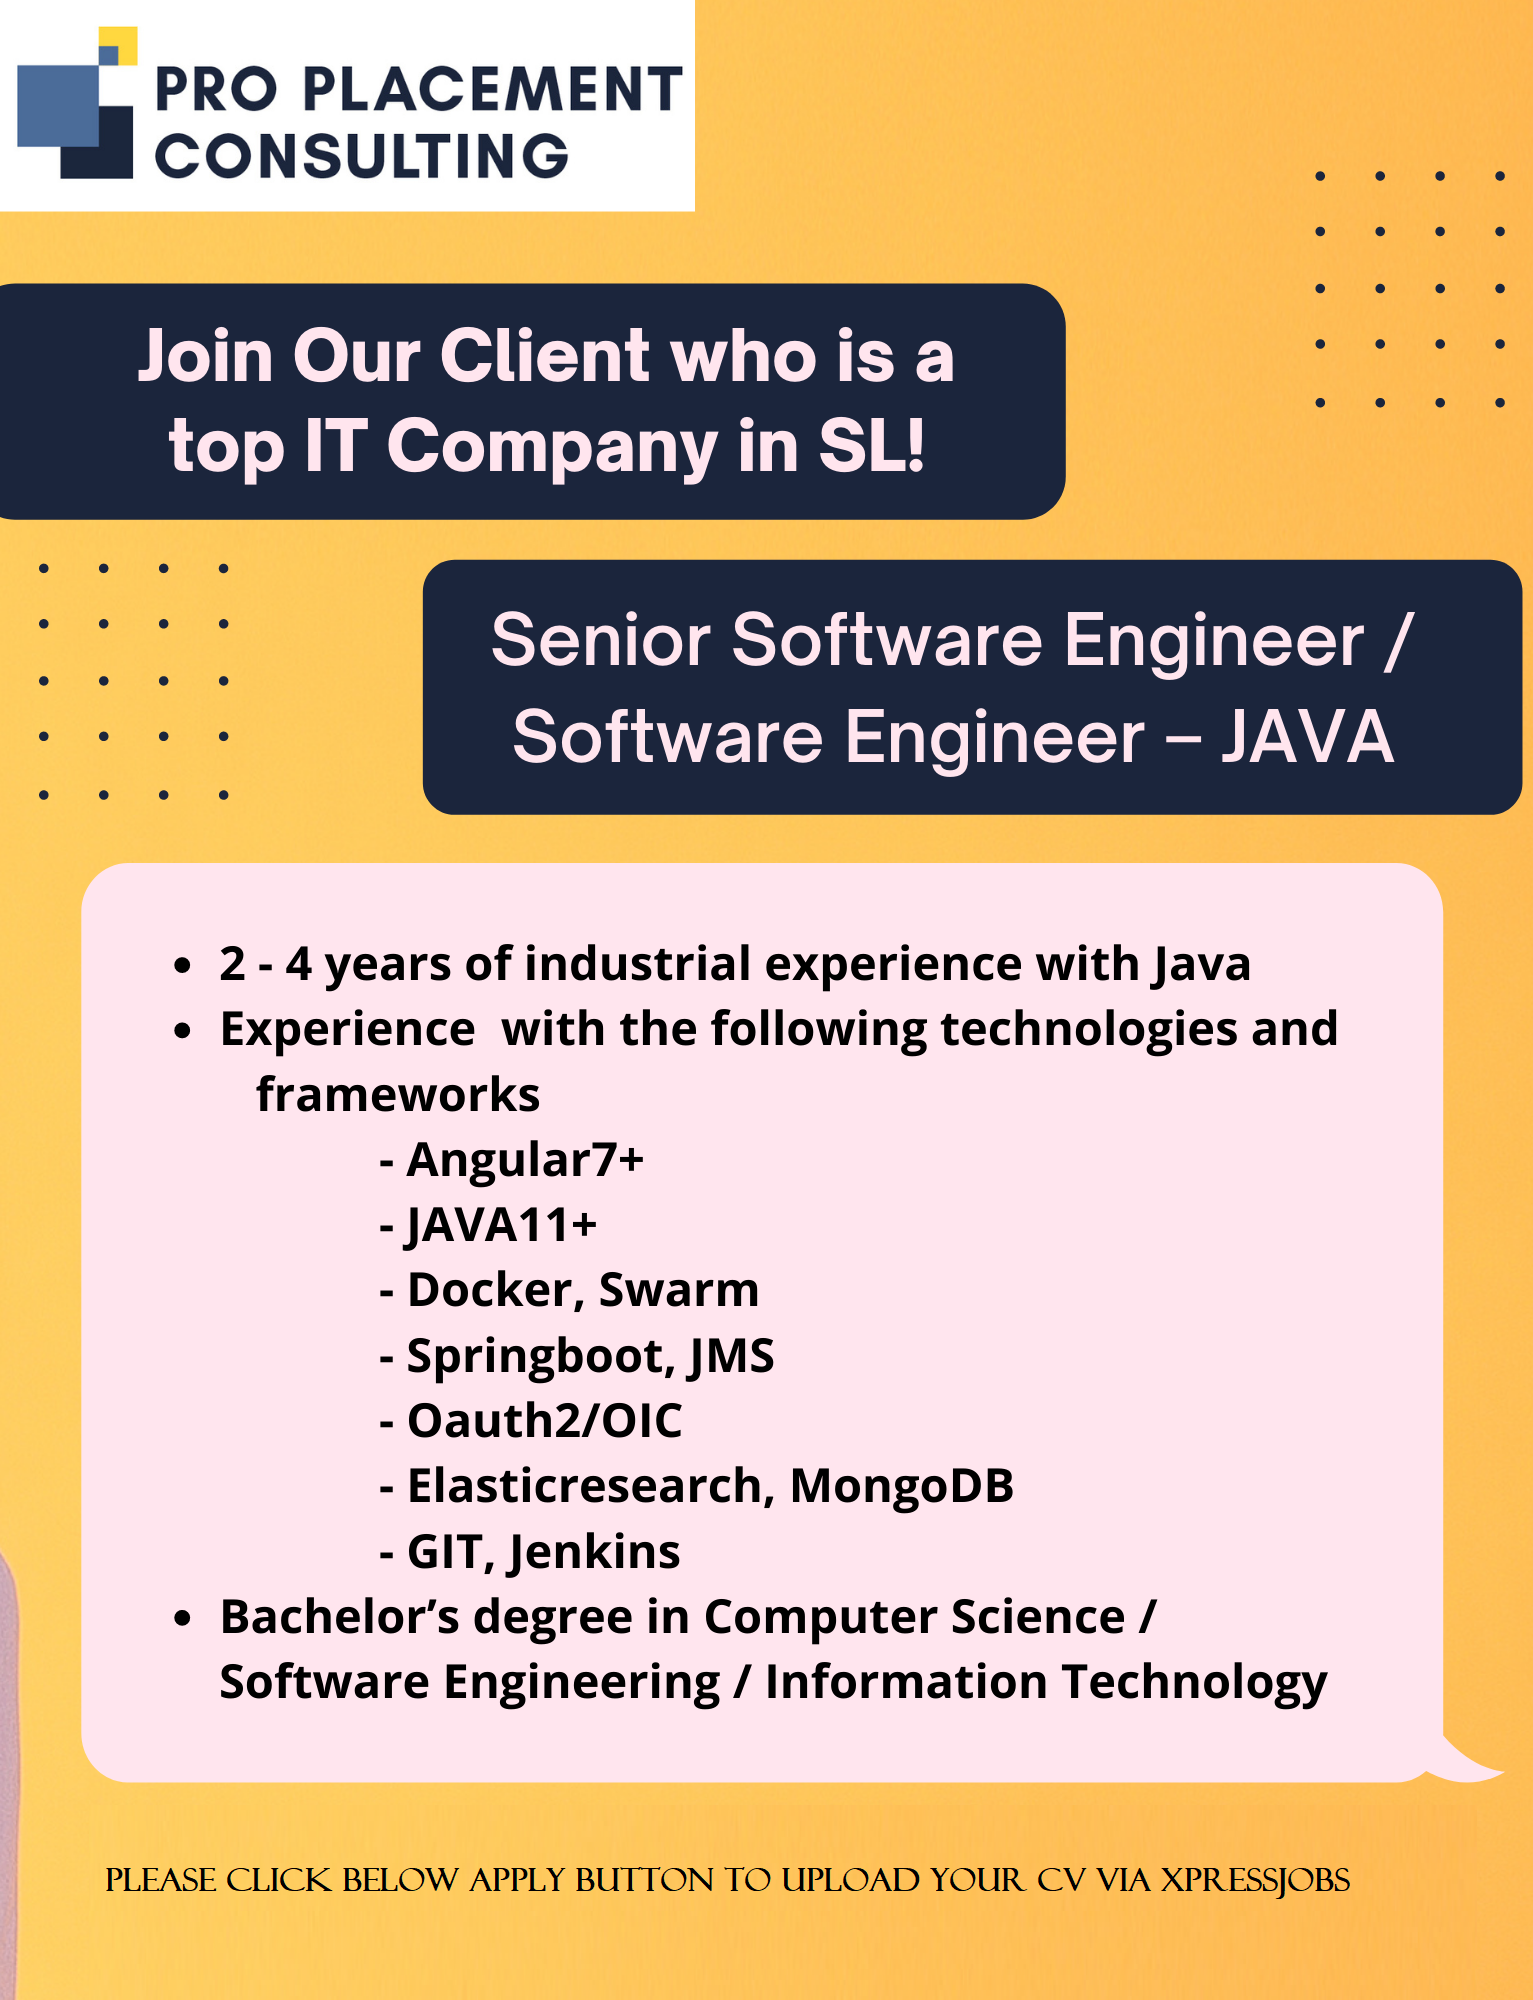 PRO PLACEMENT
CONSULTING
Join Our Client who is a
top IT Company in SL!
Senior Software Engineer /
Software Engineer – JAVA
• 2 - 4 years of industrial experience with Java
• Experience  with the following technologies and
frameworks
- Angular7+
- JAVA11+
- Docker, Swarm
- Springboot, JMS
- Oauth2/OIC
- Elasticresearch, MongoDB
- GIT, Jenkins
• Bachelor’s degree in Computer Science /
Software Engineering / Information Technology
PLEASE CLICK BELOW APPLY BUTTON TO UPLOAD YOUR CV VIA XPRESSJOBS